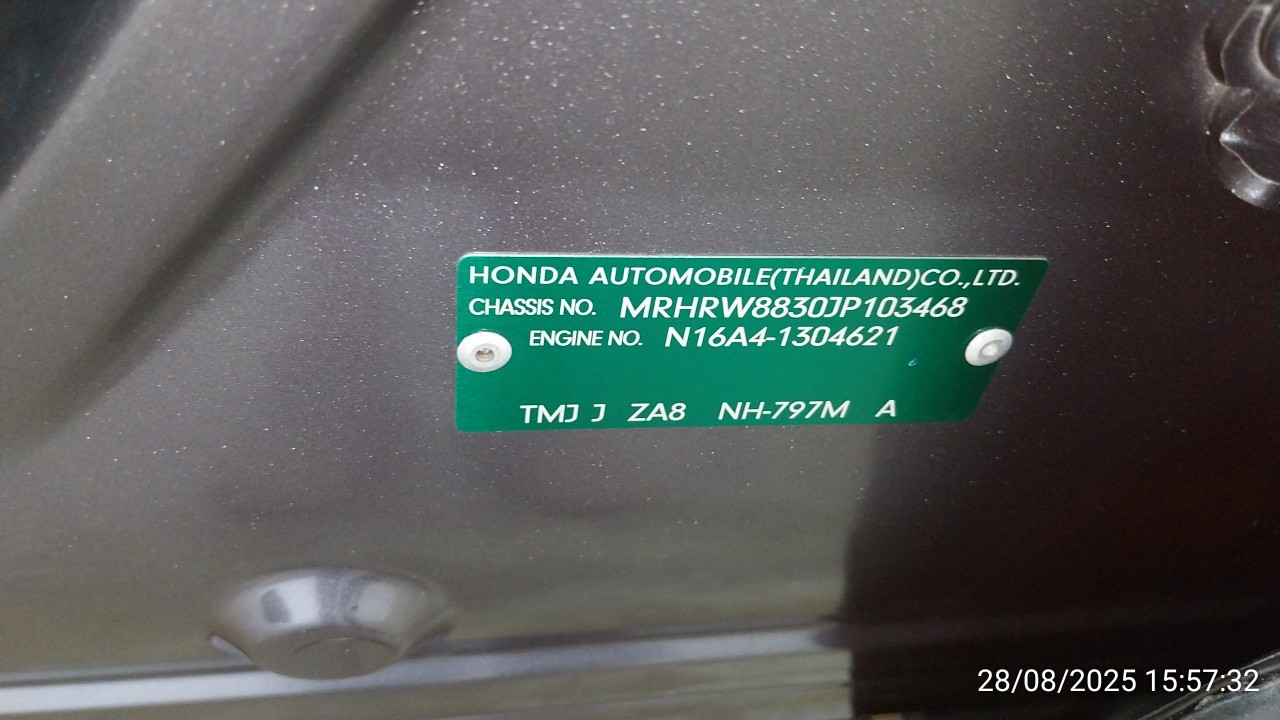 HONDA AUTOMOBILE(THAILAND)CO.,LTD.
CHASSIS NO. MRHRW8830JP103468
ENGINE NO. N16A4-1304621
TMJ J ZA8 NH-797M A
28/08/2025 15:57:32